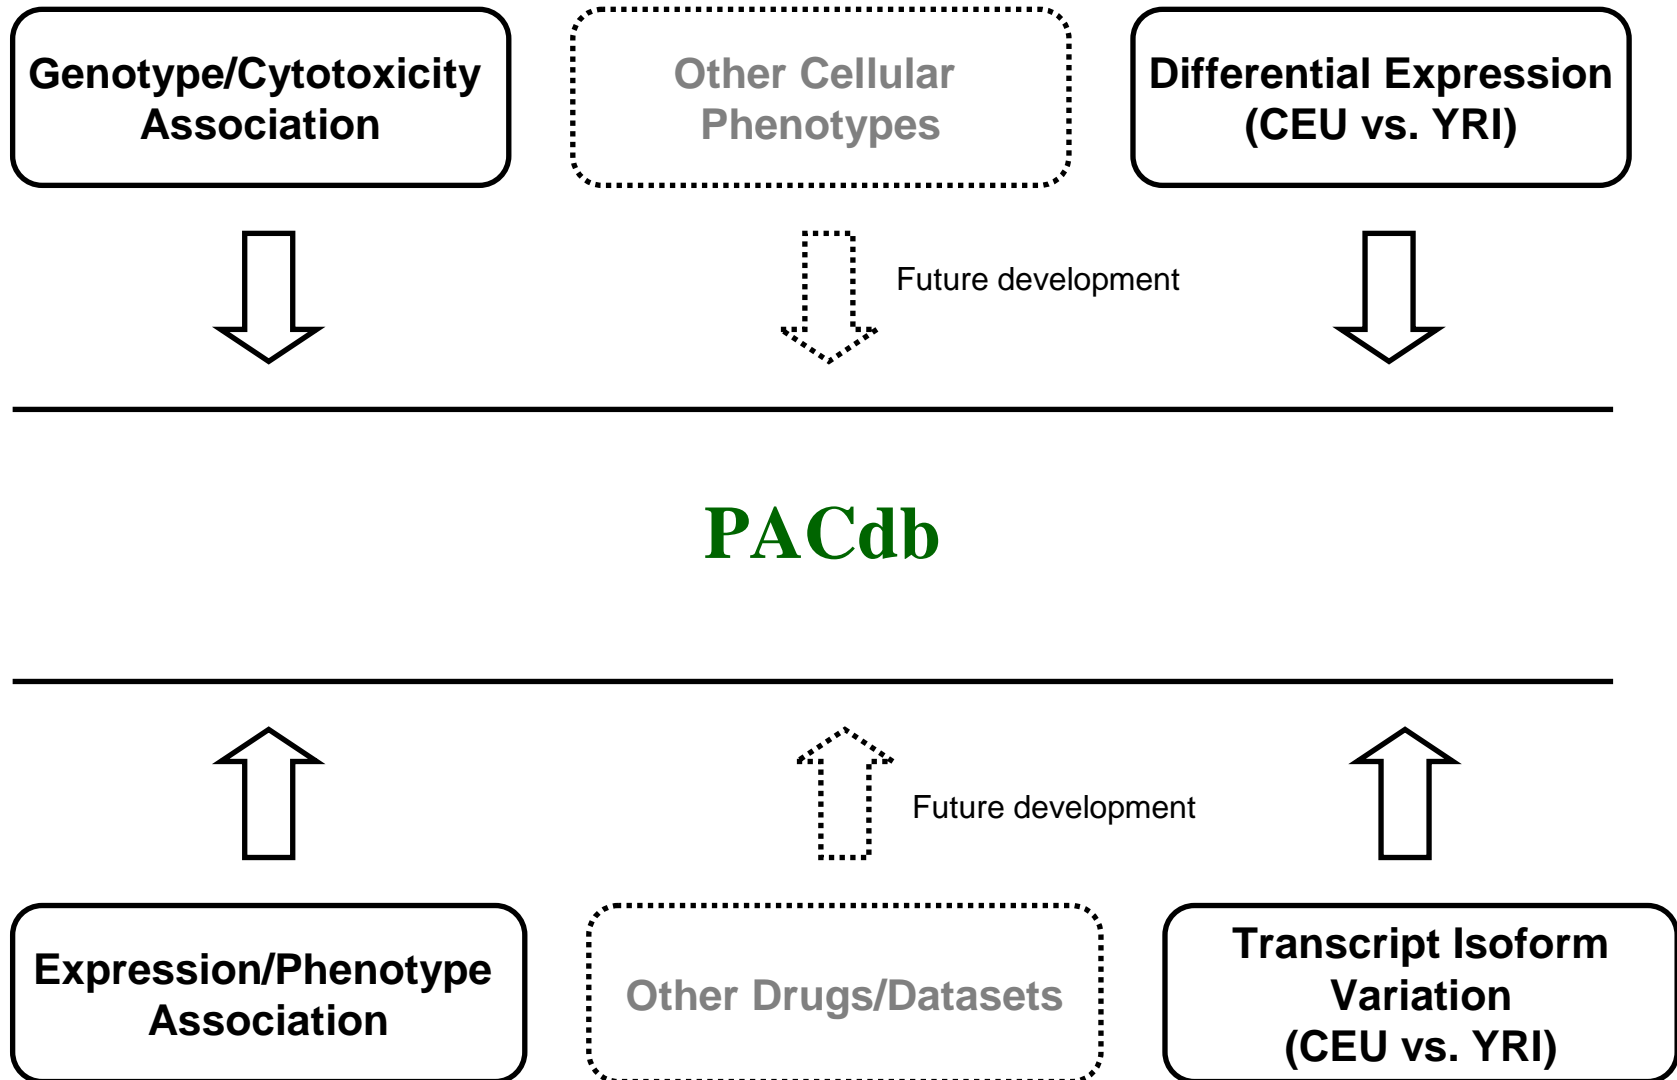 Genotype/Cytotoxicity
Association
Other Cellular
Phenotypes
Differential Expression
(CEU vs. YRI)
Future development
PACdb
Future development
Expression/Phenotype
Association
Other Drugs/Datasets
Transcript Isoform
Variation
(CEU vs. YRI)